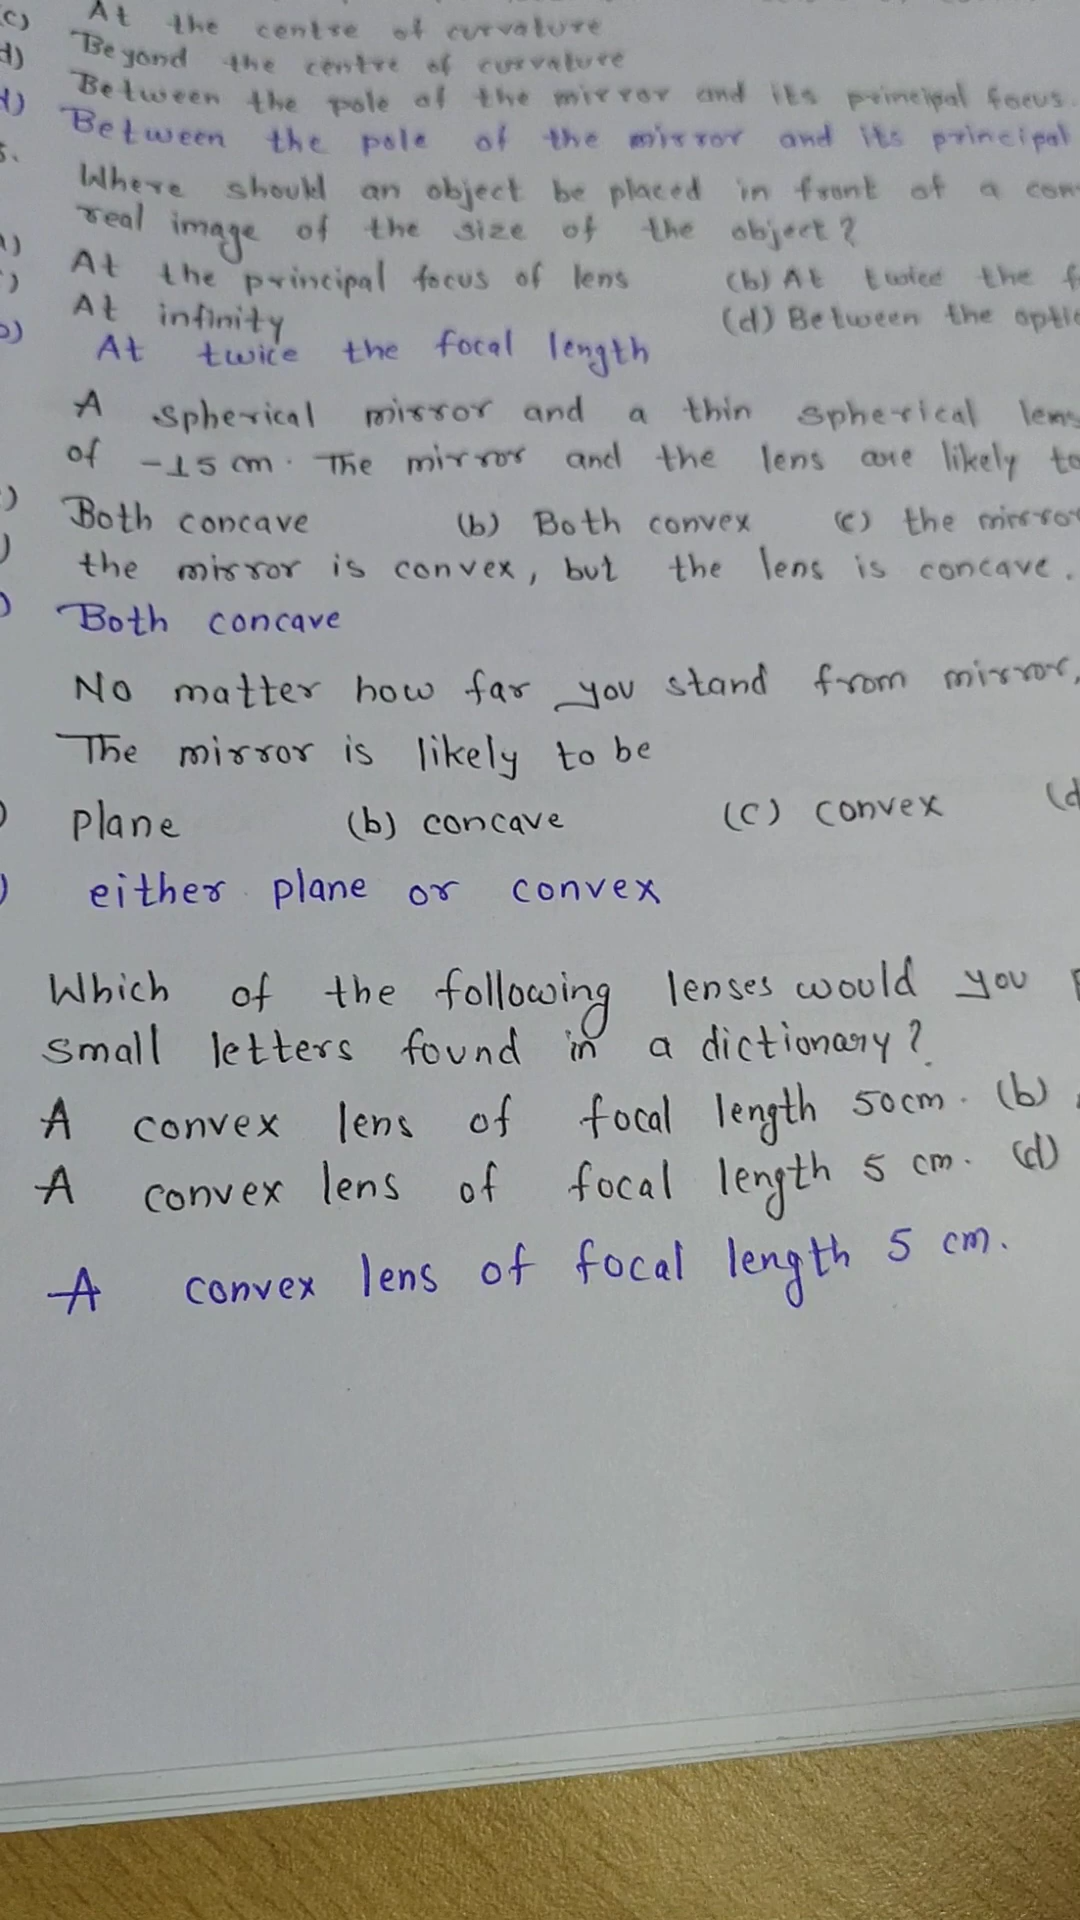 (c) At the centre of curvature
d) Beyond the centre of curvature
Between the pole of the mirror and its principal focus.
d) Between the pole of the mirror and its principal
5. Where should an object be placed in front of a con
real image of the size of the object?
a) At the principal focus of lens (b) At twice the f
c) At infinity (d) Between the optic
b) At twice the focal length
A spherical mirror and a thin spherical lens
of -15 cm. The mirror and the lens are likely to
Both concave (b) Both convex (c) the mirror
the mirror is convex, but the lens is concave.
Both concave
No matter how far you stand from mirror,
The mirror is likely to be
plane (b) concave (c) convex (d
either plane or convex
Which of the following lenses would you
small letters found in a dictionary?
A convex lens of focal length 50cm. (b)
A convex lens of focal length 5 cm. (d)
A convex lens of focal length 5 cm.